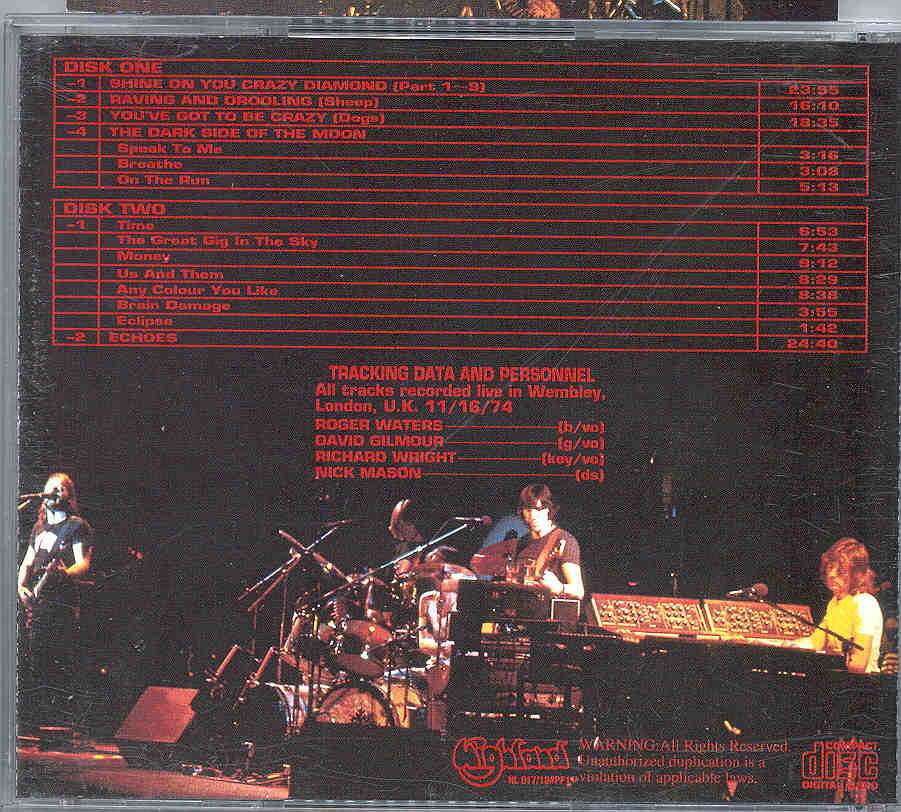 DISK ONE
-1 SHINE ON YOU CRAZY DIAMOND (Part 1~9) 23:55
-2 RAVING AND DROOLING (Sheep) 16:10
-3 YOU'VE GOT TO BE CRAZY (Dogs) 18:35
-4 THE DARK SIDE OF THE MOON
Speak To Me 3:16
Breathe 3:08
On The Run 5:13
DISK TWO
-1 Time 6:53
The Great Gig In The Sky 7:43
Money 9:12
Us And Them 8:29
Any Colour You Like 8:38
Brain Damage 3:55
Eclipse 1:42
-2 ECHOES 24:40
TRACKING DATA AND PERSONNEL
All tracks recorded live in Wembley,
London, U.K. 11/16/74
ROGER WATERS (b/vo)
DAVID GILMOUR (g/vo)
RICHARD WRIGHT (key/vo)
NICK MASON (ds)
Highland
WARNING:All Rights Reserved.
Unauthorized duplication is a
violation of applicable laws.
COMPACT
disc
DIGITAL AUDIO